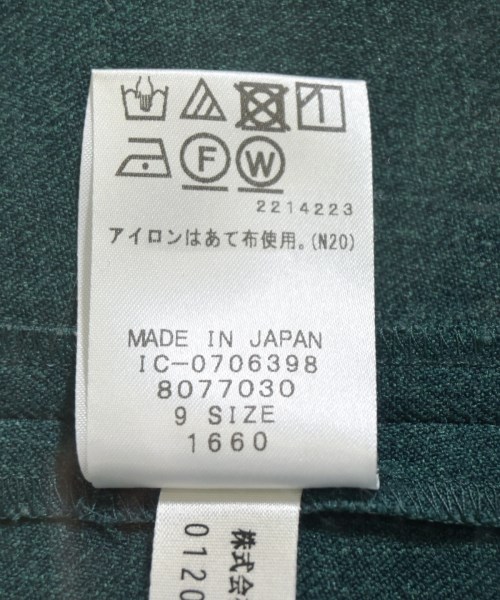 F W
2214223
アイロンはあて布使用。(N20)
MADE IN JAPAN
IC-0706398
8077030
9 SIZE
1660
株式会
0120